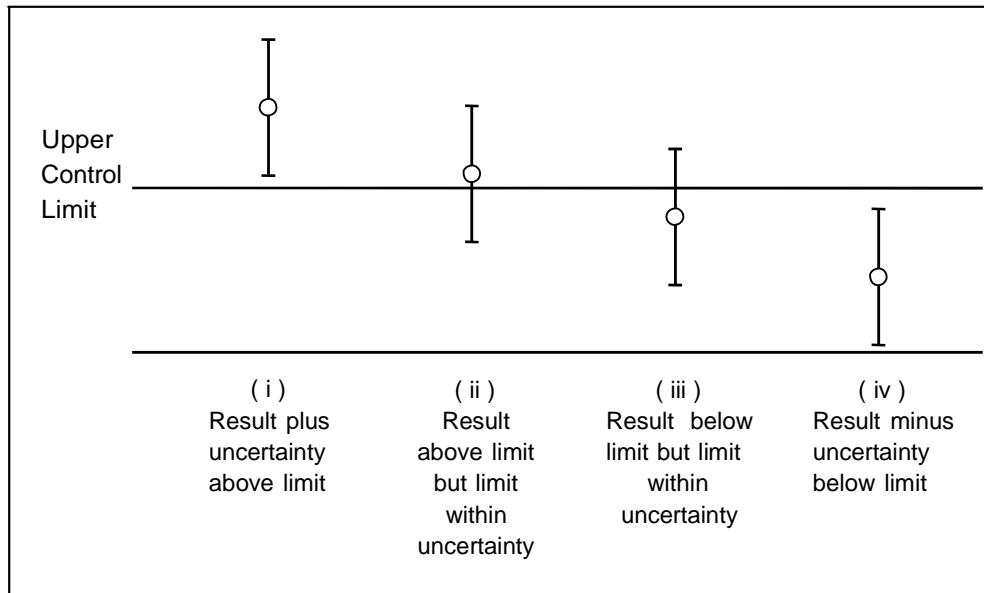 Upper
Control
Limit
( i )
Result plus
uncertainty
above limit
( ii )
Result
above limit
but limit
within
uncertainty
( iii )
Result below
limit but limit
within
uncertainty
( iv )
Result minus
uncertainty
below limit